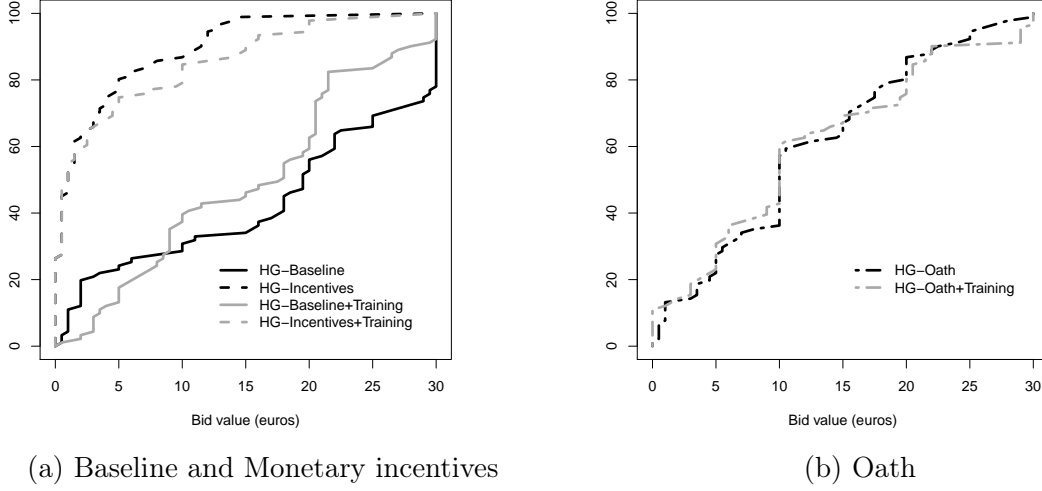 100
80
60
40
20
0
HG−Baseline
HG−Incentives
HG−Baseline+Training
HG−Incentives+Training
0 5 10 15 20 25 30
Bid value (euros)
(a) Baseline and Monetary incentives
100
80
60
40
20
0
HG−Oath
HG−Oath+Training
0 5 10 15 20 25 30
Bid value (euros)
(b) Oath